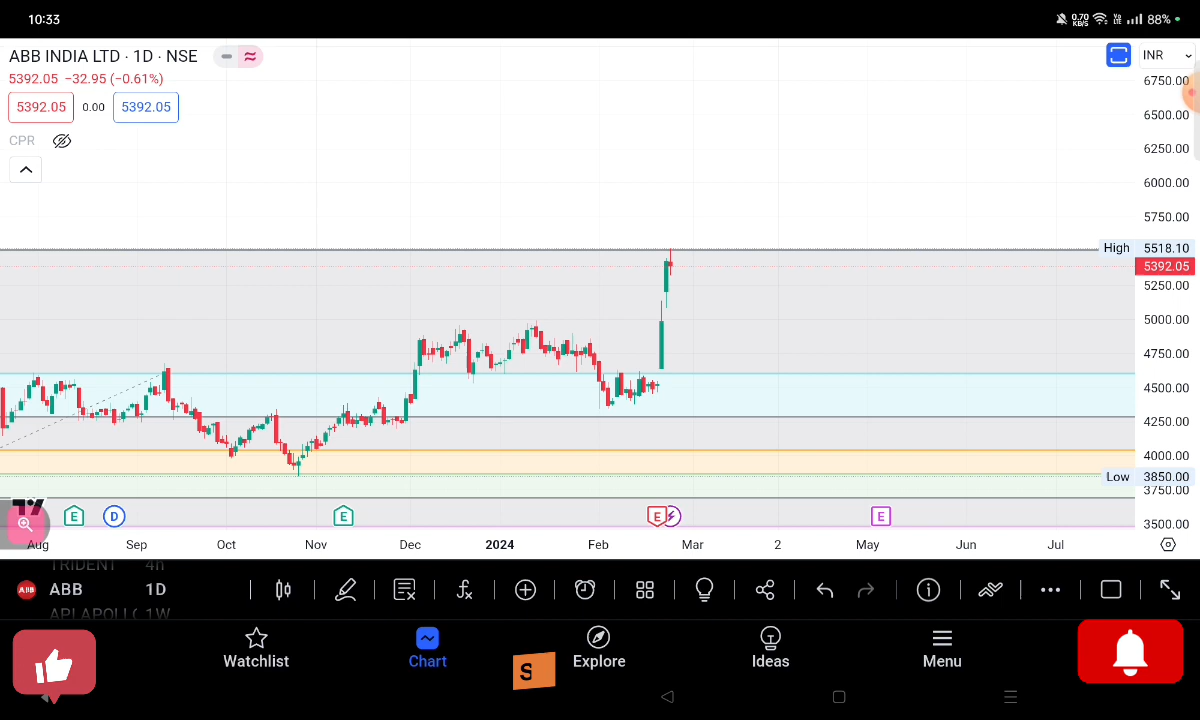 10:33
0.70 KB/S Vo LTE 88%
ABB INDIA LTD · 1D · NSE
INR
5392.05 −32.95 (−0.61%)
5392.05 0.00 5392.05
CPR
6750.00
6500.00
6250.00
6000.00
5750.00
High 5518.10
5392.05
5250.00
5000.00
4750.00
4500.00
4250.00
4000.00
Low 3850.00
3750.00
3500.00
E D E E E
Aug Sep Oct Nov Dec 2024 Feb Mar 2 May Jun Jul
TRIDENT 4h
ABB ABB 1D
APLAPOLLO 1W
Watchlist Chart Explore Ideas Menu
S